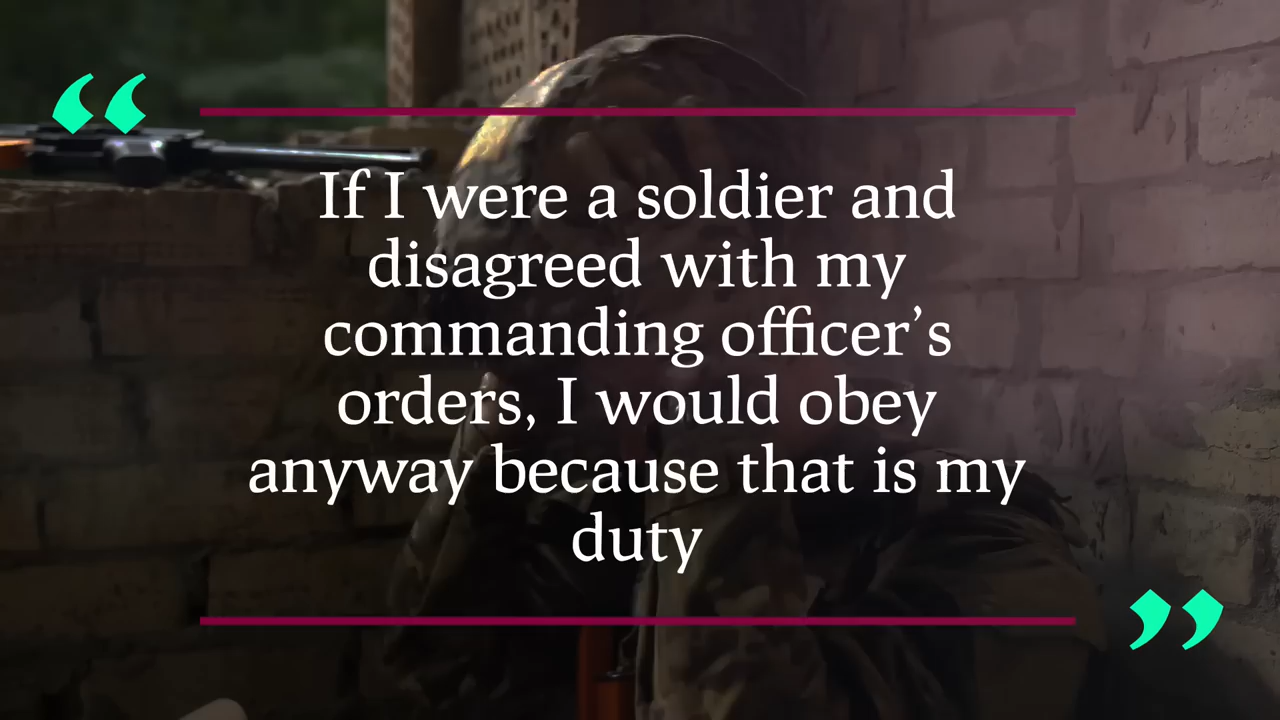 “
If I were a soldier and
disagreed with my
commanding officer’s
orders, I would obey
anyway because that is my
duty
”